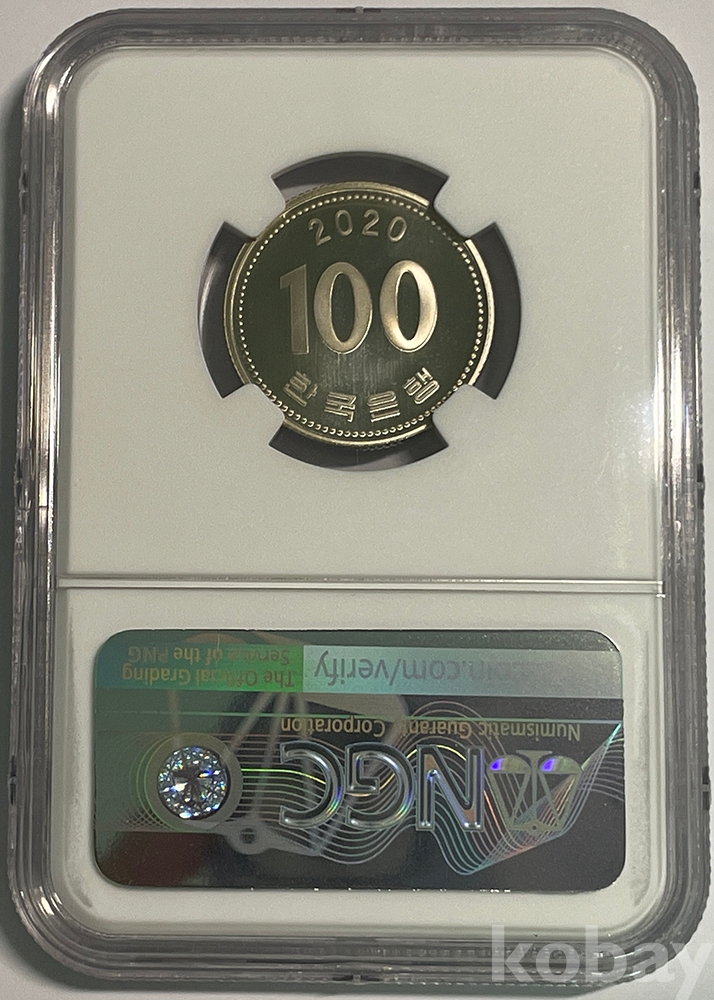 2020
100
한국은행
The Official Grading
Service of the PNG
coin.com/verify
Numismatic Guaranty
Corporation
NGC
kobay